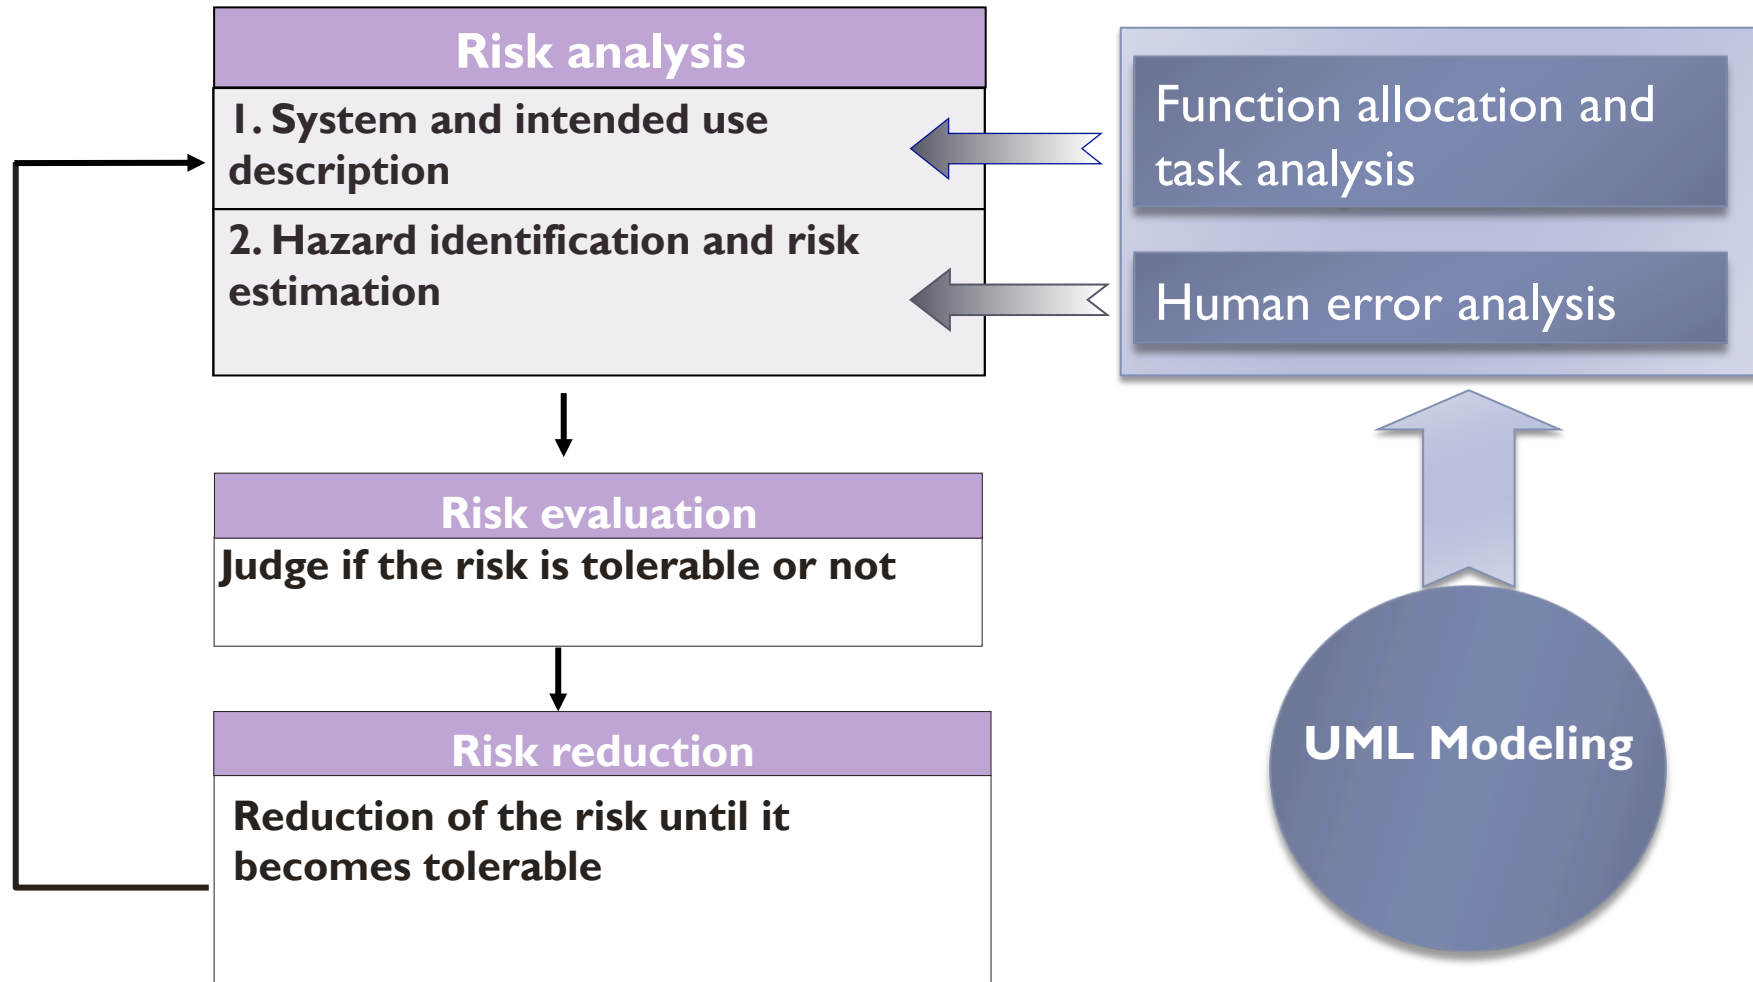 Risk analysis
1. System and intended use
description
2. Hazard identification and risk
estimation
Function allocation and
task analysis
Human error analysis
Risk evaluation
Judge if the risk is tolerable or not
Risk reduction
Reduction of the risk until it
becomes tolerable
UML Modeling